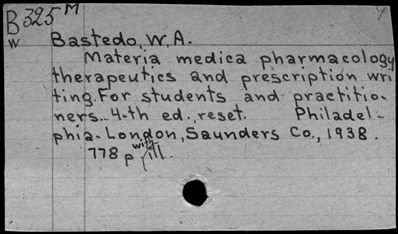 B 325 M
W Bastedo, W.A.
Materia medica pharmacology
therapeutics and prescription wri
ting. For students and practitio-
ners... 4-th ed., reset. Philadel-
phia-London, Saunders Co., 1938.
778 p. with ill.